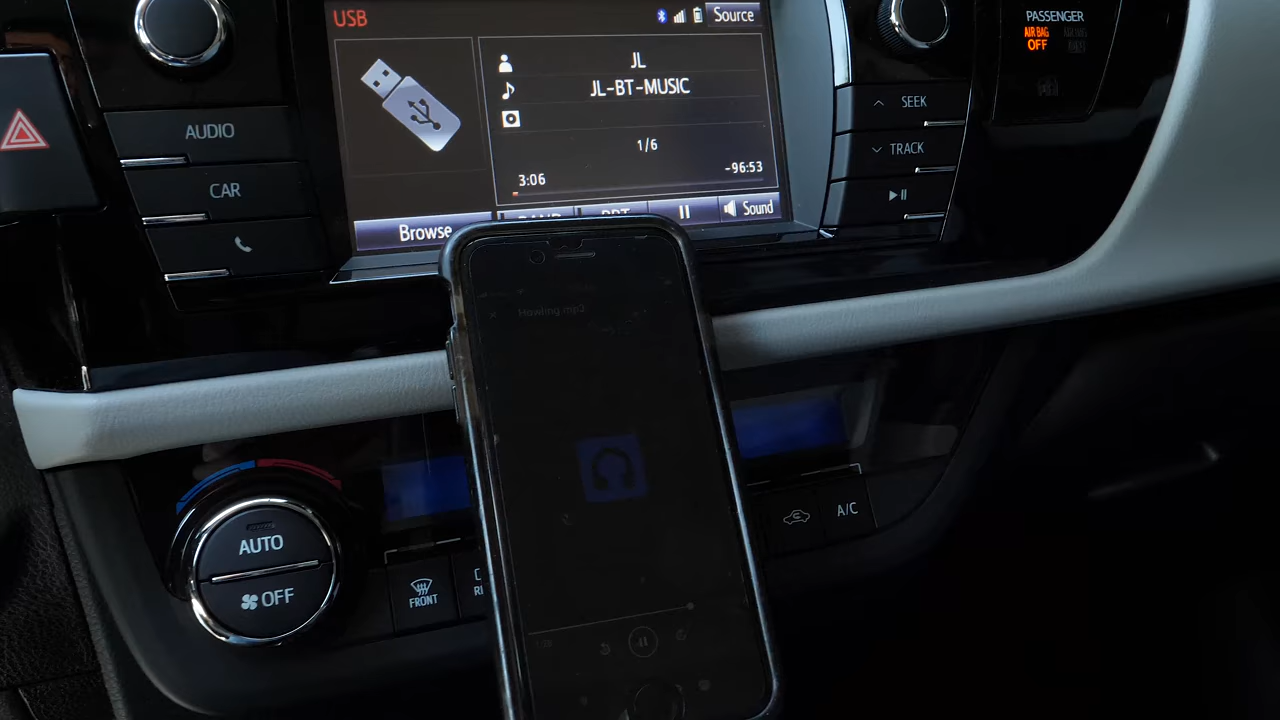 USB
Source
JL
JL-BT-MUSIC
1/6
3:06
-96:53
Browse
Sound
AUDIO
CAR
SEEK
TRACK
PASSENGER
AIR BAG
OFF
AUTO
OFF
FRONT
A/C